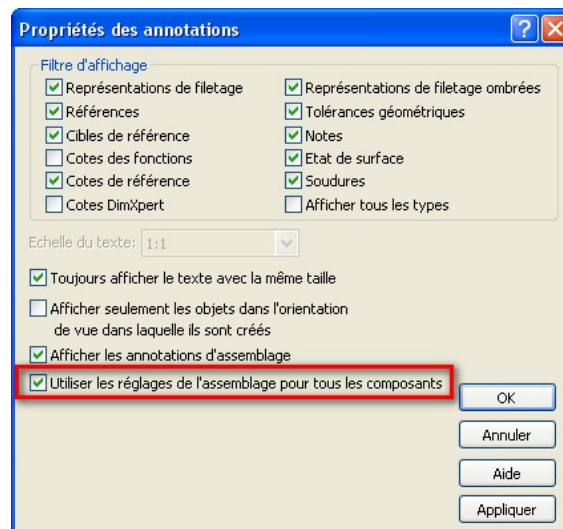 Propriétés des annotations
Filtre d'affichage
Représentations de filetage
Représentations de filetage ombrées
Références
Tolérances géométriques
Cibles de référence
Notes
Cotes des fonctions
Etat de surface
Cotes de référence
Soudures
Cotes DimXpert
Afficher tous les types
Echelle du texte: 1:1
Toujours afficher le texte avec la même taille
Afficher seulement les objets dans l'orientation
de vue dans laquelle ils sont créés
Afficher les annotations d'assemblage
Utiliser les réglages de l'assemblage pour tous les composants
OK
Annuler
Aide
Appliquer